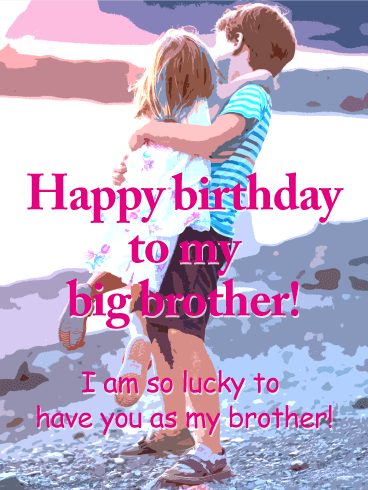 Happy birthday
to my
big brother!
I am so lucky to
have you as my brother!